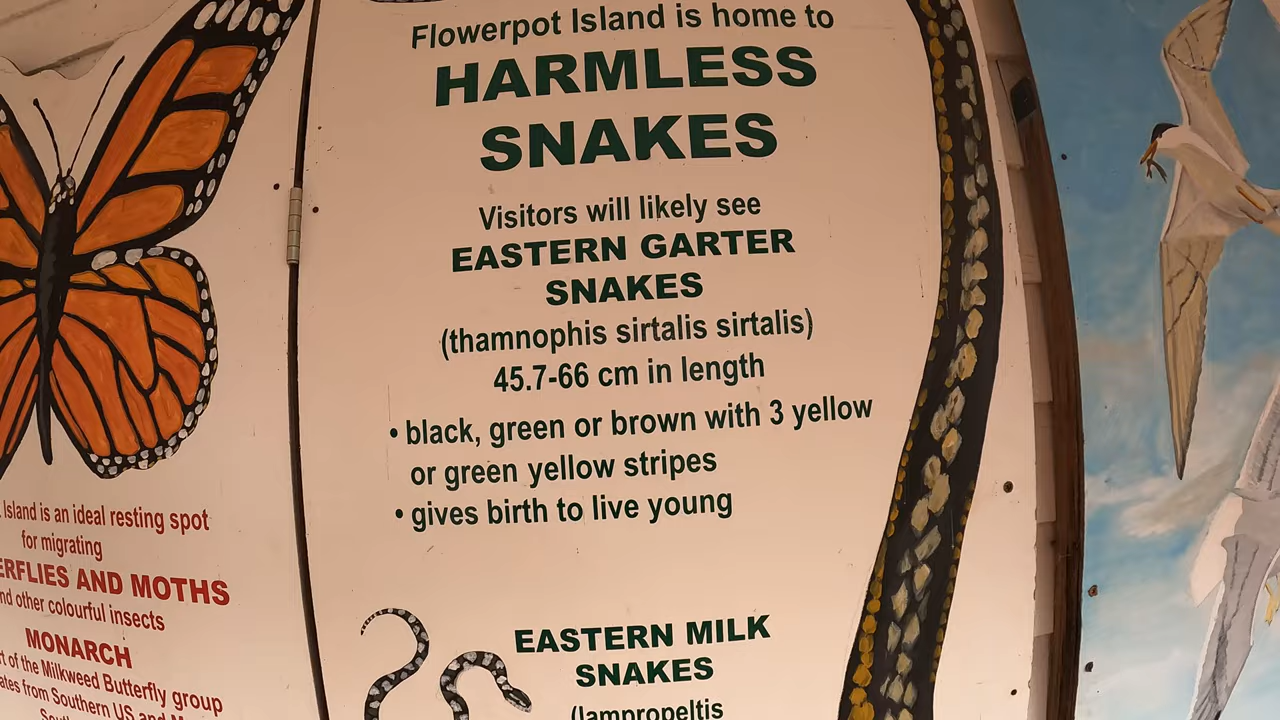 Flowerpot Island is home to
HARMLESS
SNAKES
Visitors will likely see
EASTERN GARTER
SNAKES
(thamnophis sirtalis sirtalis)
45.7-66 cm in length
• black, green or brown with 3 yellow
or green yellow stripes
• gives birth to live young
EASTERN MILK
SNAKES
(lampropeltis
Island is an ideal resting spot
for migrating
AND MOTHS
other colourful insects
MONARCH
of the Milkweed Butterfly group
from Southern US and